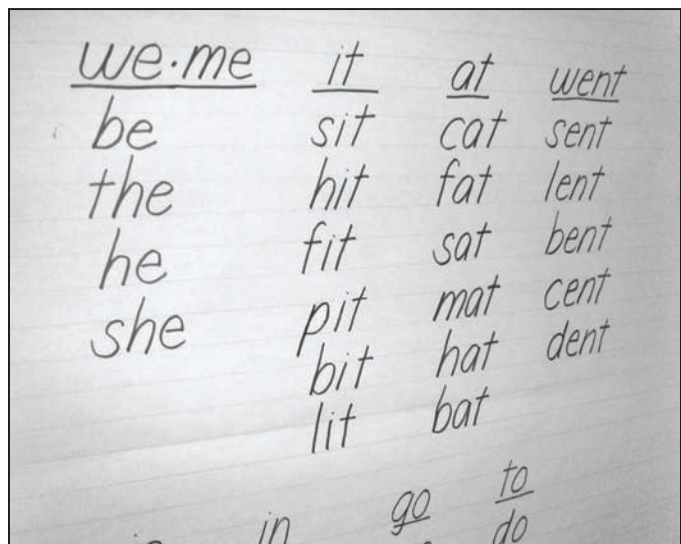 we·me it at went
be sit cat sent
the hit fat lent
he fit sat bent
she pit mat cent
bit hat dent
lit bat
in go to
do